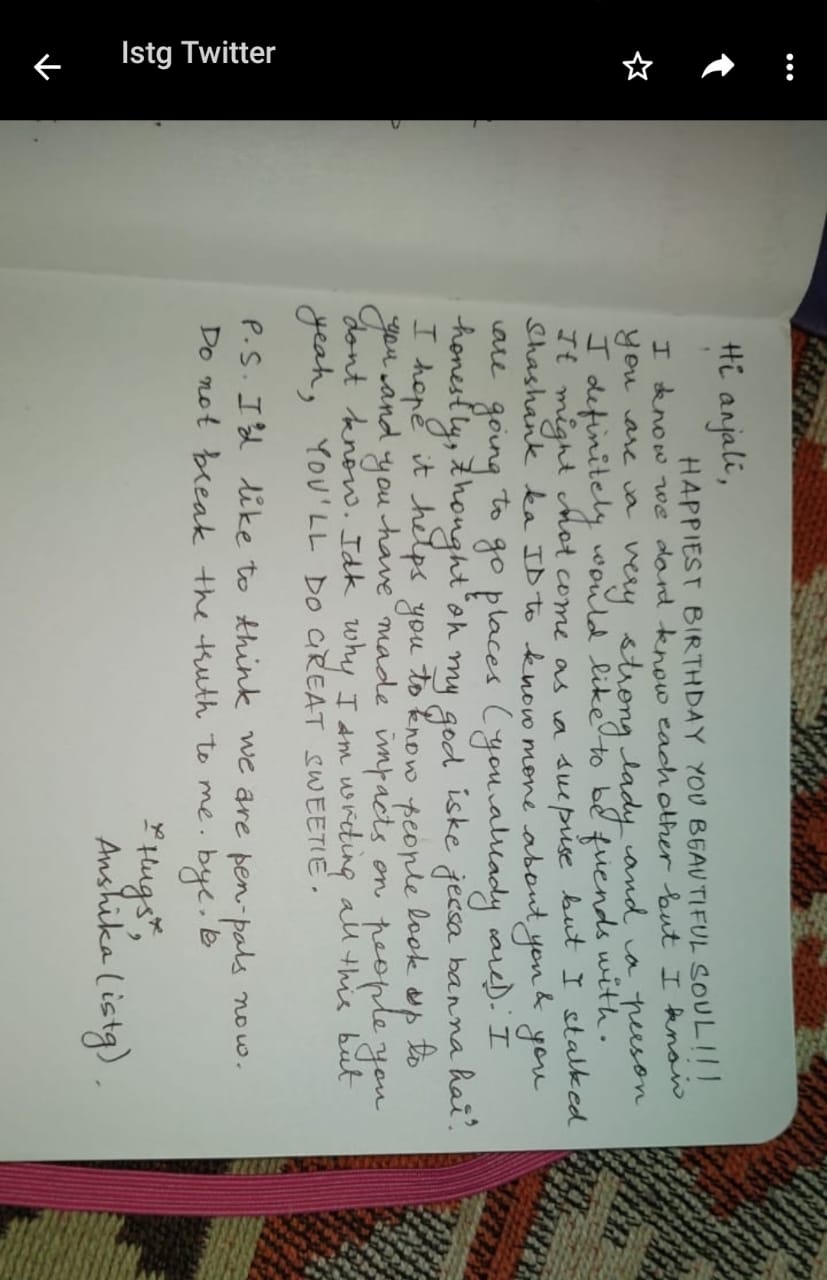 Istg Twitter
Hi anjali,
HAPPIEST BIRTHDAY YOU BEAUTIFUL SOUL!!!
I know we dont know each other but I know
you are a very strong lady and a person
I definitely would like to be friends with.
It might not come as a surpuse but I stalked
Shashank ka ID to know more about you & you
are going to go places (you already are). I
honestly, thought "oh my god iske jessa banna hai".
I hope it helps you to know people look up to
you and you have made impacts on people you
dont know. Idk why I am writing all this but
yeah, YOU'LL DO GREAT SWEETIE.
P.S. I'd like to think we are pen-pals now.
Do not break the truth to me. bye.
*Hugs*,
Anshika (istg).